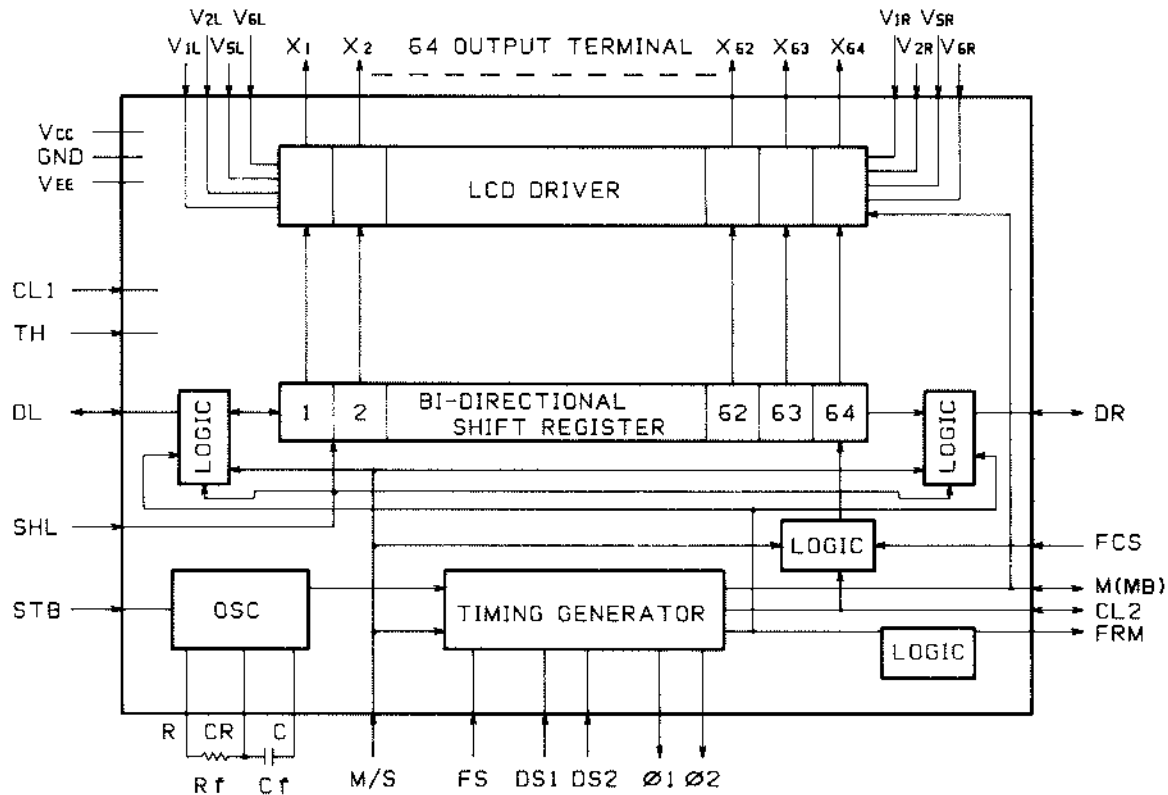 V2L V6L V1R V5R
V1L V5L X1 X2 64 OUTPUT TERMINAL X62 X63 X64 V2R V6R
VCC
GND
VEE
LCD DRIVER
CL1
TH
DL LOGIC 1 2 BI-DIRECTIONAL SHIFT REGISTER 62 63 64 LOGIC DR
SHL
LOGIC FCS
STB OSC TIMING GENERATOR M(MB)
CL2
FRM
LOGIC
R CR C
Rf Cf M/S FS DS1 DS2 Ø1 Ø2